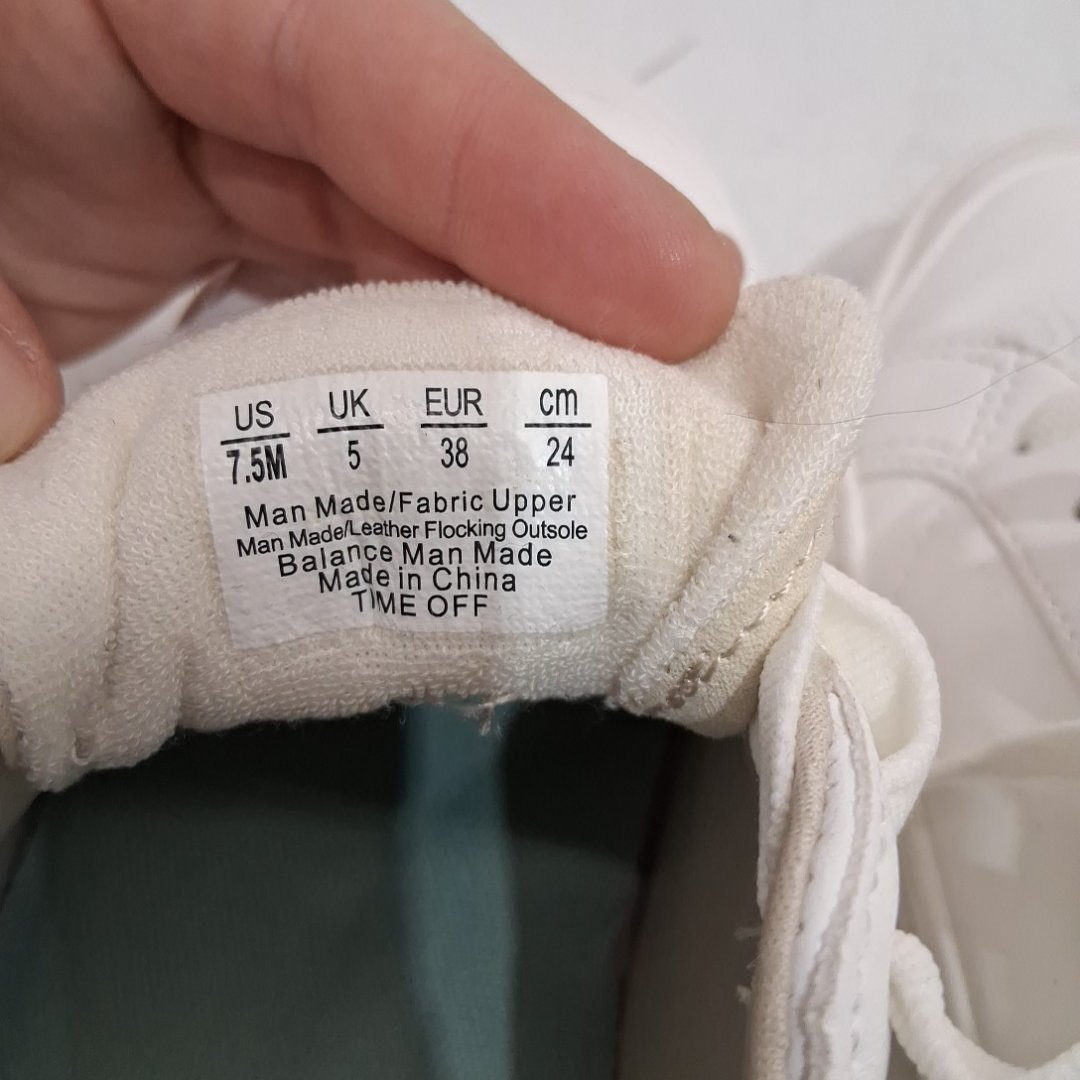 US UK EUR cm
7.5M 5 38 24
Man Made/Fabric Upper
Man Made/Leather Flocking Outsole
Balance Man Made
Made in China
TIME OFF